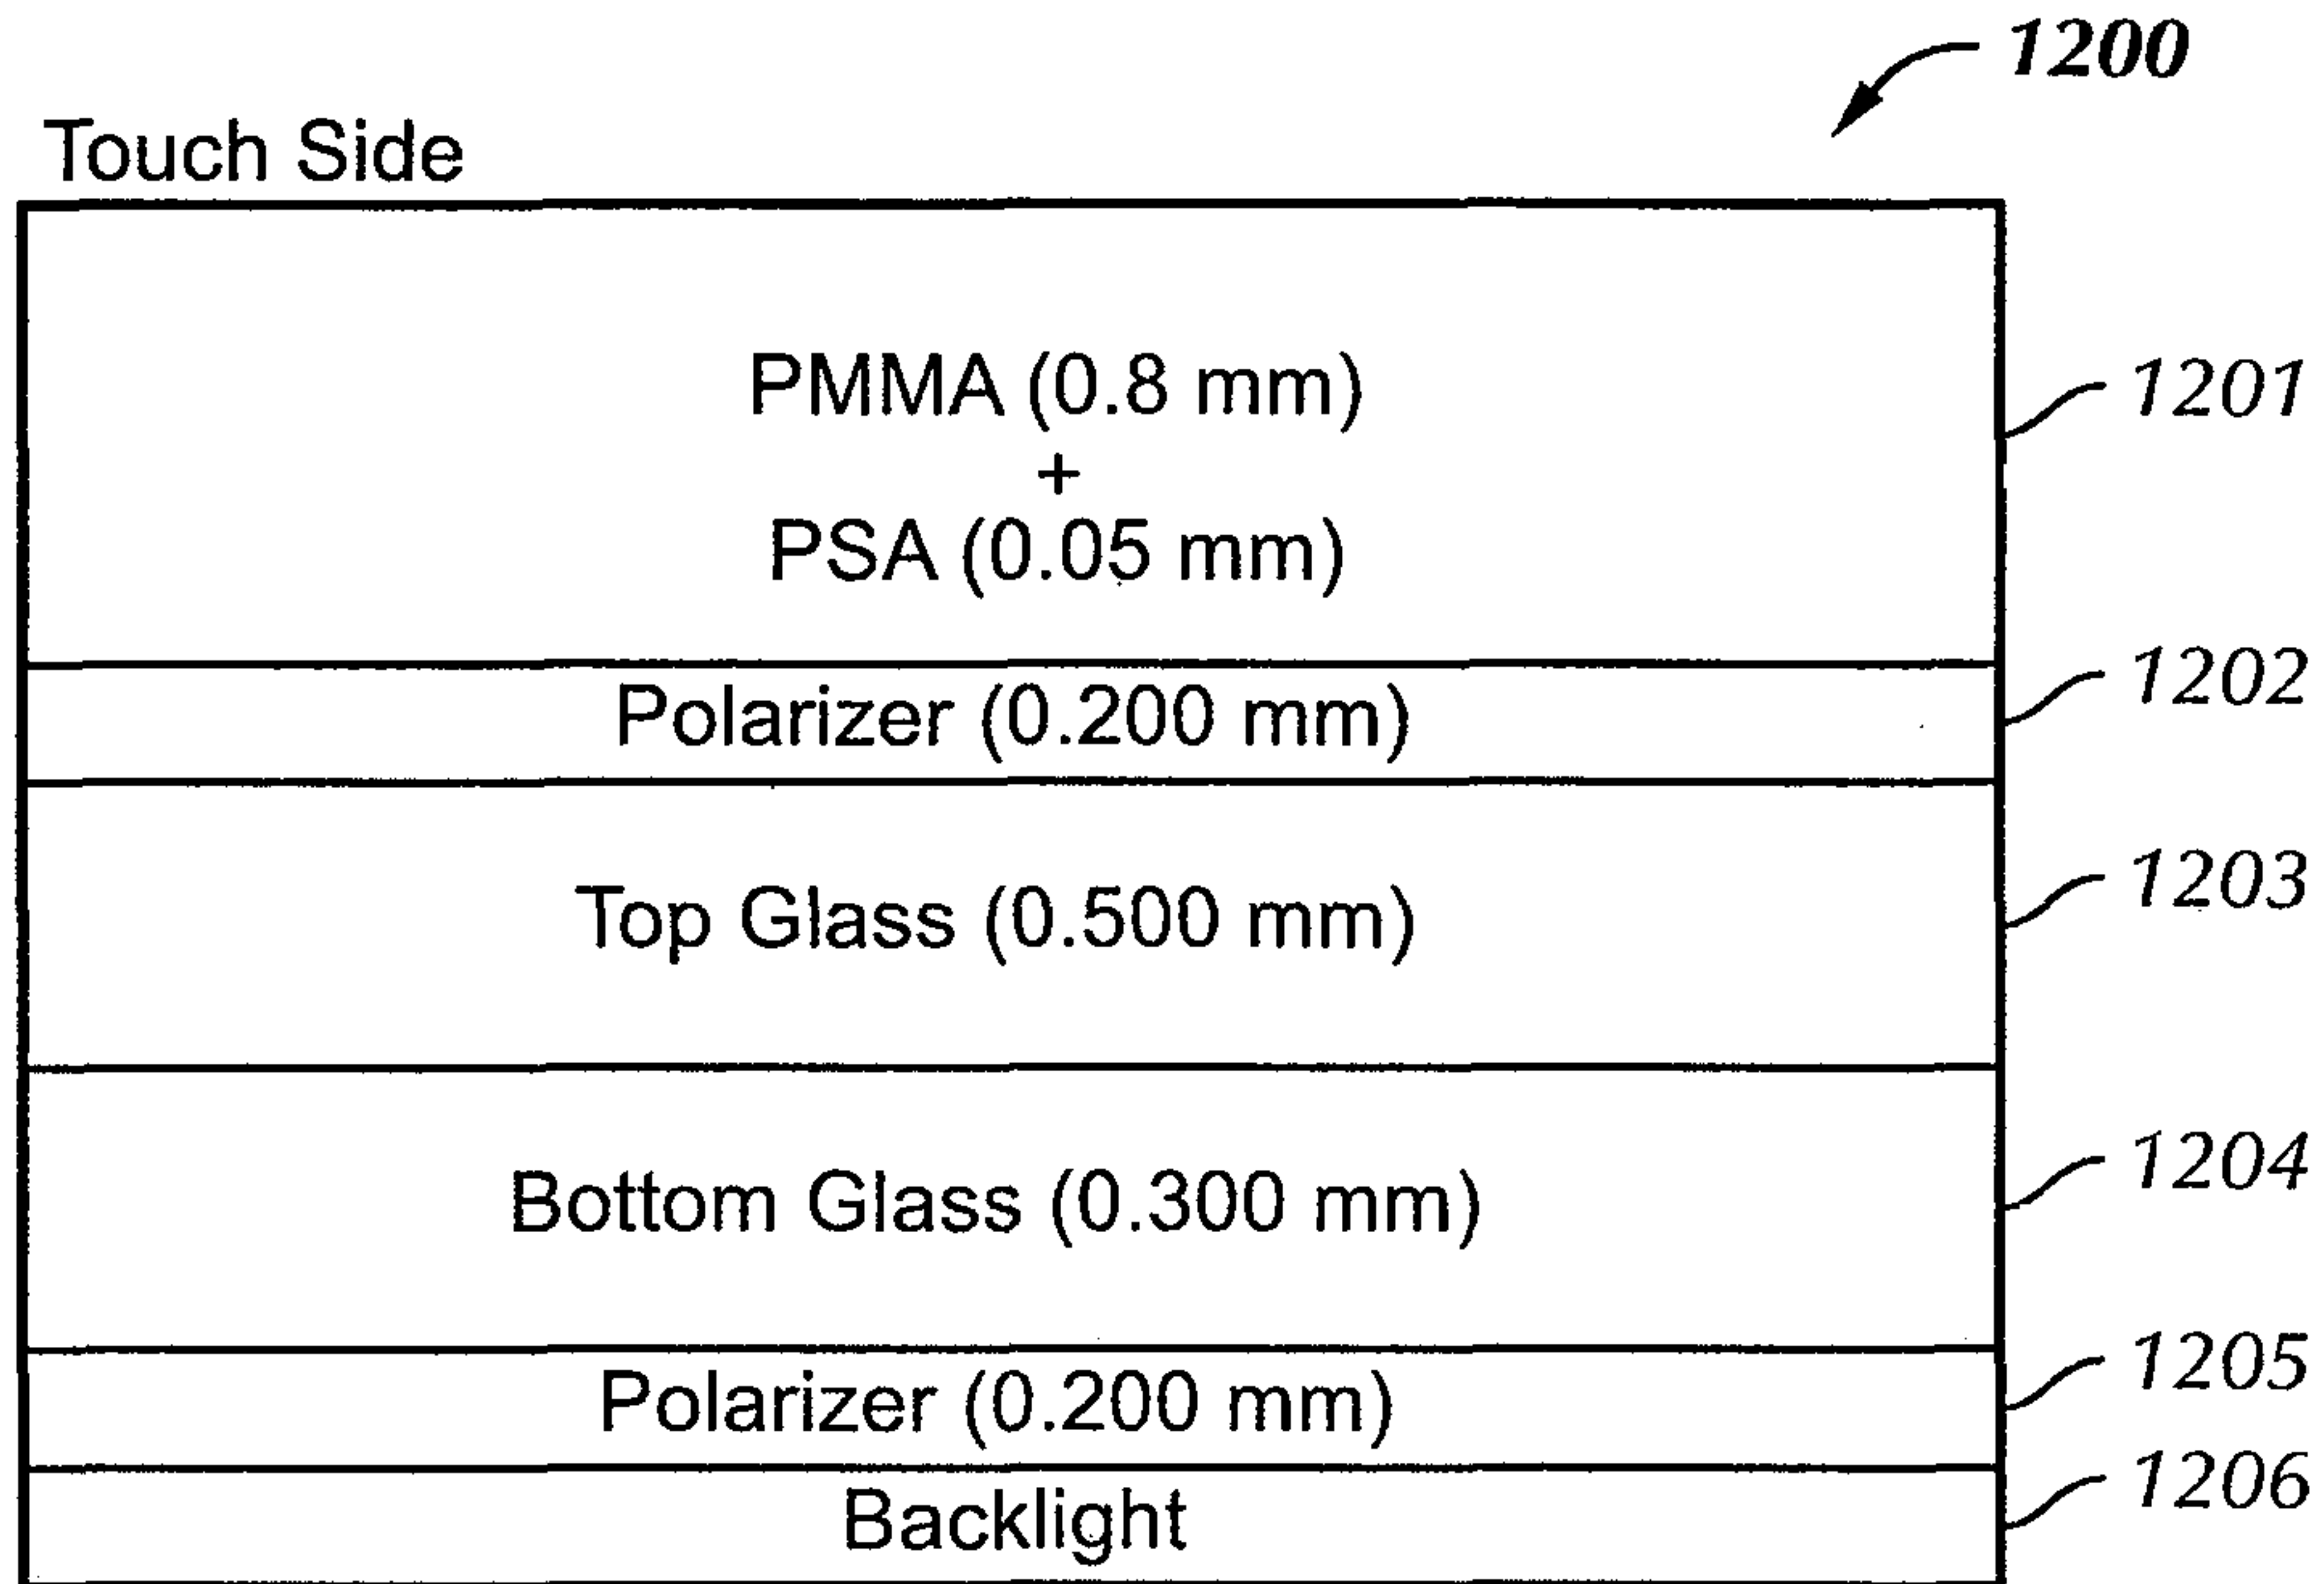 1200
Touch Side
PMMA (0.8 mm)
+
PSA (0.05 mm)
1201
Polarizer (0.200 mm)
1202
Top Glass (0.500 mm)
1203
Bottom Glass (0.300 mm)
1204
Polarizer (0.200 mm)
1205
Backlight
1206